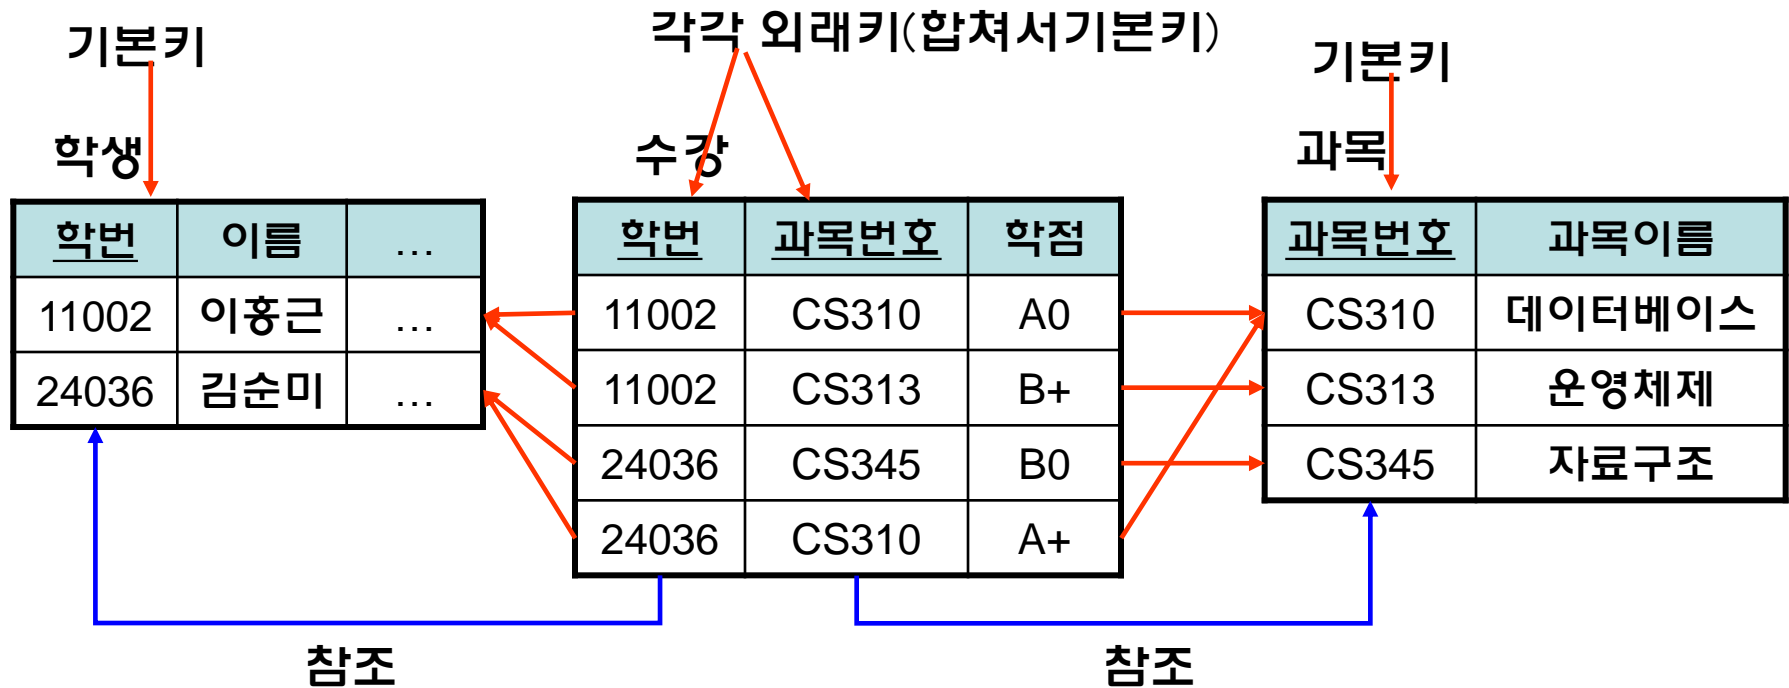 기본키
각각 외래키(합쳐서기본키)
기본키
학생
수강
과목
학번 이름 …
11002 이홍근 …
24036 김순미 …
학번 과목번호 학점
11002 CS310 A0
11002 CS313 B+
24036 CS345 B0
24036 CS310 A+
과목번호 과목이름
CS310 데이터베이스
CS313 운영체제
CS345 자료구조
참조
참조